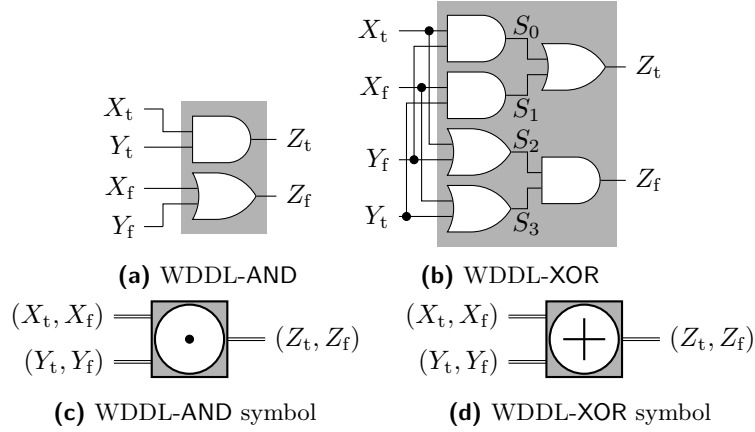 X_t
Y_t
X_f
Y_f
Z_t
Z_f
(a) WDDL-AND
X_t
X_f
Y_f
Y_t
S_0
S_1
S_2
S_3
Z_t
Z_f
(b) WDDL-XOR
(X_t, X_f)
(Y_t, Y_f)
(Z_t, Z_f)
(c) WDDL-AND symbol
(X_t, X_f)
(Y_t, Y_f)
(Z_t, Z_f)
(d) WDDL-XOR symbol